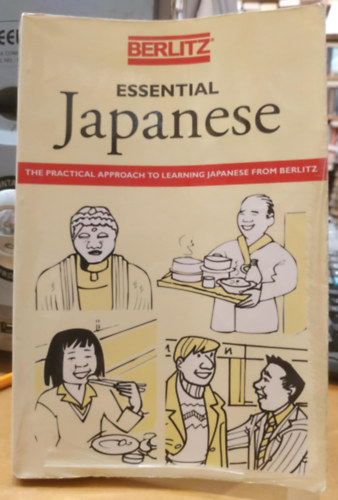 BERLITZ®
ESSENTIAL
Japanese
THE PRACTICAL APPROACH TO LEARNING JAPANESE FROM BERLITZ